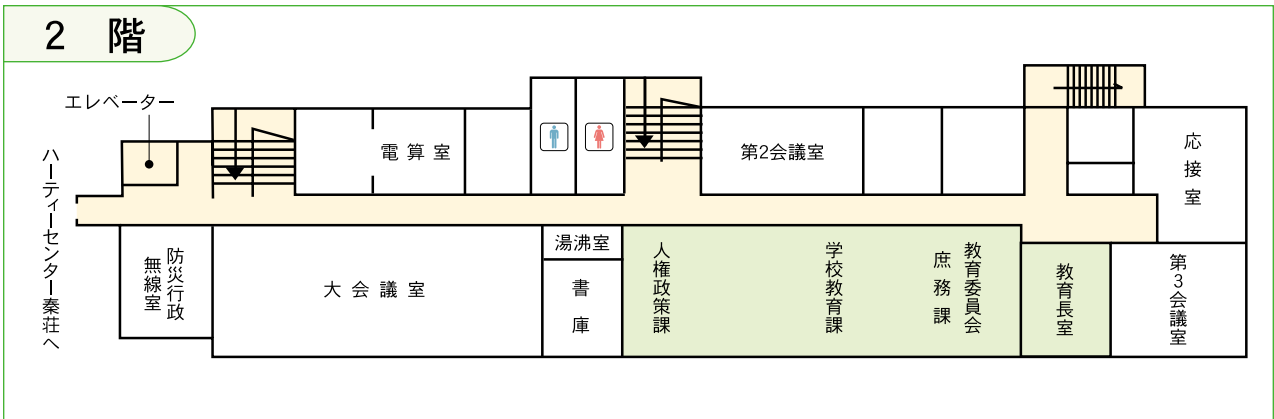 2 階
エレベーター
ハーティーセンター秦荘へ
電算室
第2会議室
応接室
防災行政
無線室
大会議室
湯沸室
書庫
人権政策課
学校教育課
教育委員会
庶務課
教育長室
第3会議室